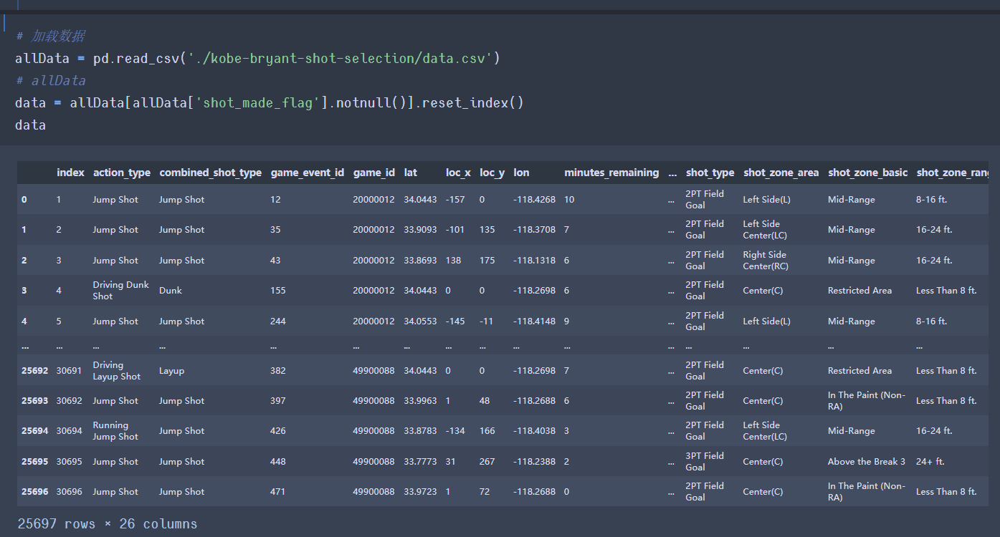 # 加载数据
allData = pd.read_csv('./kobe-bryant-shot-selection/data.csv')
# allData
data = allData[allData['shot_made_flag'].notnull()].reset_index()
data
index action_type combined_shot_type game_event_id game_id lat loc_x loc_y lon minutes_remaining ... shot_type shot_zone_area shot_zone_basic shot_zone_rang
0 1 Jump Shot Jump Shot 12 20000012 34.0443 -157 0 -118.4268 10 ... 2PT Field Goal Left Side(L) Mid-Range 8-16 ft.
1 2 Jump Shot Jump Shot 35 20000012 33.9093 -101 135 -118.3708 7 ... 2PT Field Goal Left Side Center(LC) Mid-Range 16-24 ft.
2 3 Jump Shot Jump Shot 43 20000012 33.8693 138 175 -118.1318 6 ... 2PT Field Goal Right Side Center(RC) Mid-Range 16-24 ft.
3 4 Driving Dunk Shot Dunk 155 20000012 34.0443 0 0 -118.2698 6 ... 2PT Field Goal Center(C) Restricted Area Less Than 8 ft.
4 5 Jump Shot Jump Shot 244 20000012 34.0553 -145 -11 -118.4148 9 ... 2PT Field Goal Left Side(L) Mid-Range 8-16 ft.
... ... ... ... ... ... ... ... ... ... ... ... ... ... ... ...
25692 30691 Driving Layup Shot Layup 382 49900088 34.0443 0 0 -118.2698 7 ... 2PT Field Goal Center(C) Restricted Area Less Than 8 ft.
25693 30692 Jump Shot Jump Shot 397 49900088 33.9963 1 48 -118.2688 6 ... 2PT Field Goal Center(C) In The Paint (Non-RA) Less Than 8 ft.
25694 30694 Running Jump Shot Jump Shot 426 49900088 33.8783 -134 166 -118.4038 3 ... 2PT Field Goal Left Side Center(LC) Mid-Range 16-24 ft.
25695 30695 Jump Shot Jump Shot 448 49900088 33.7773 31 267 -118.2388 2 ... 3PT Field Goal Center(C) Above the Break 3 24+ ft.
25696 30696 Jump Shot Jump Shot 471 49900088 33.9723 1 72 -118.2688 0 ... 2PT Field Goal Center(C) In The Paint (Non-RA) Less Than 8 ft.
25697 rows × 26 columns